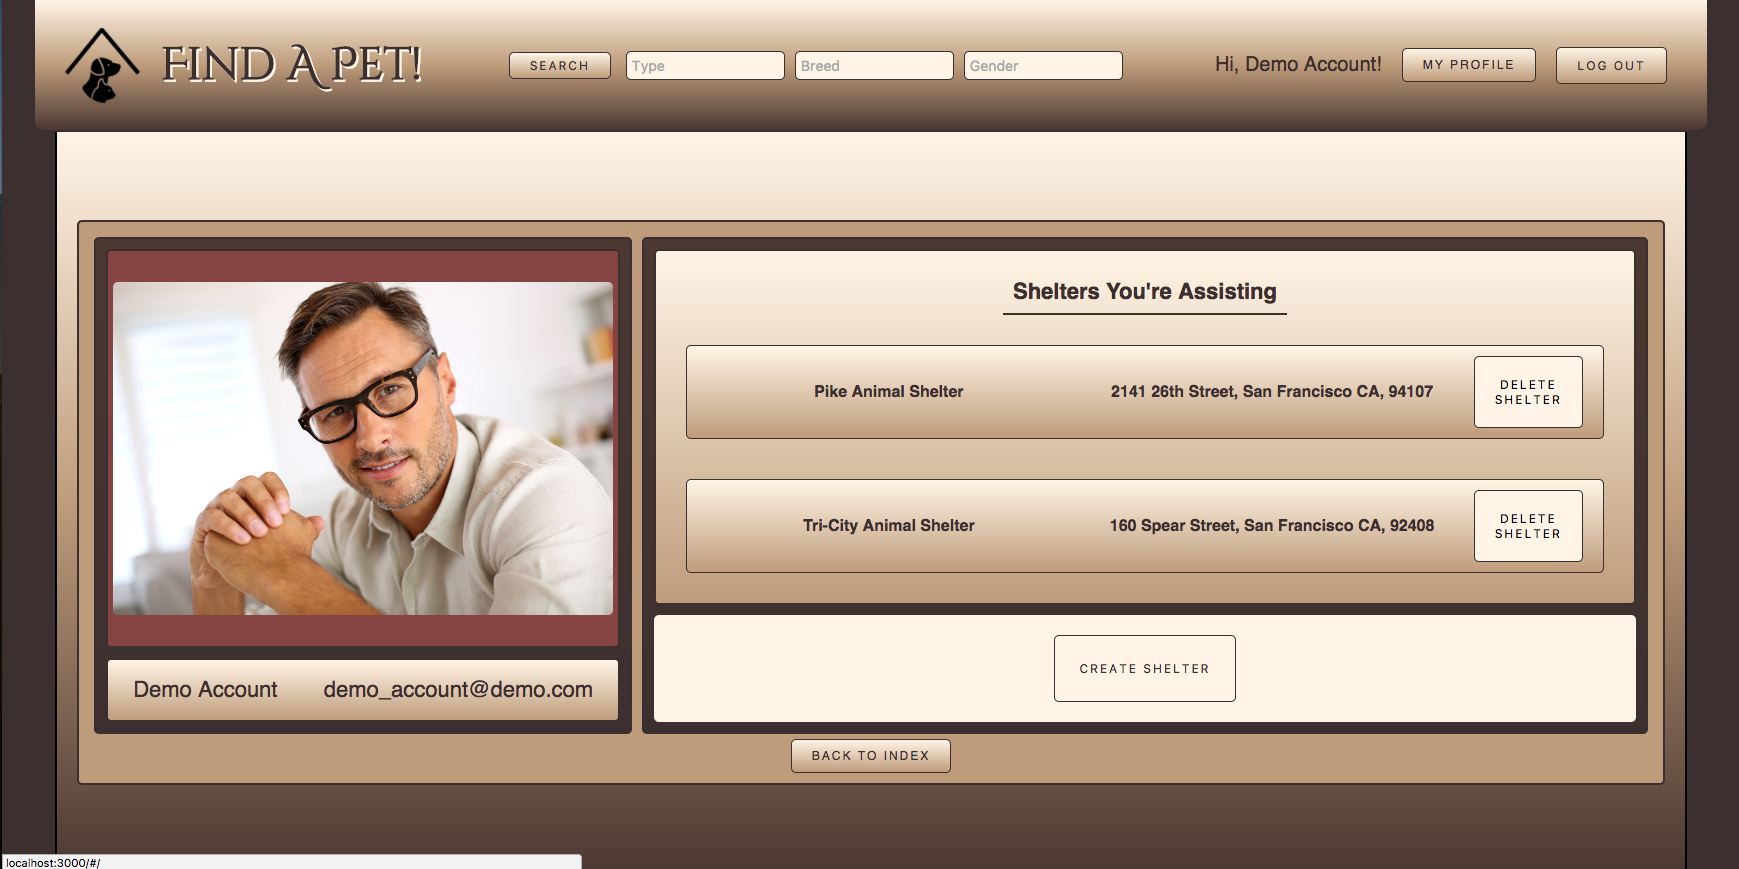 FIND A PET!
SEARCH
Type
Breed
Gender
Hi, Demo Account!
MY PROFILE
LOG OUT
Shelters You're Assisting
Pike Animal Shelter
2141 26th Street, San Francisco CA, 94107
DELETE
SHELTER
Tri-City Animal Shelter
160 Spear Street, San Francisco CA, 92408
DELETE
SHELTER
CREATE SHELTER
Demo Account
demo_account@demo.com
BACK TO INDEX
localhost:3000/#/